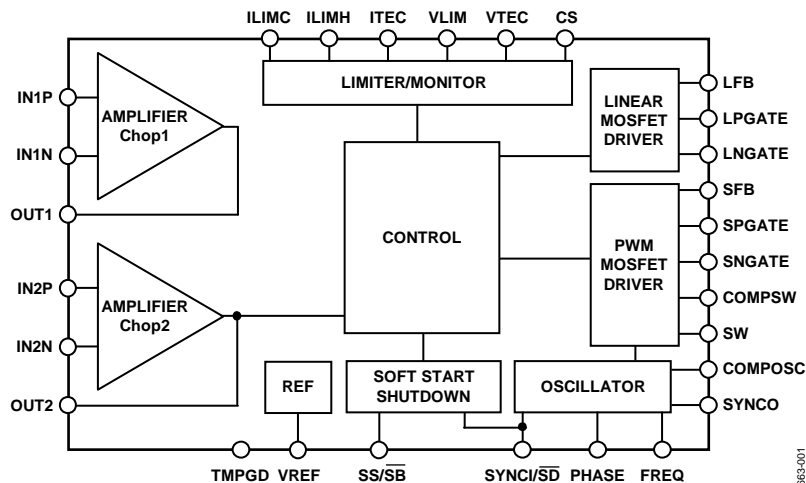 ILIMC ILIMH ITEC VLIM VTEC CS
LIMITER/MONITOR
IN1P
AMPLIFIER
Chop1
IN1N
OUT1
LINEAR
MOSFET
DRIVER
LFB
LPGATE
LNGATE
CONTROL
PWM
MOSFET
DRIVER
SFB
SPGATE
SNGATE
COMPSW
SW
IN2P
AMPLIFIER
Chop2
IN2N
OUT2
REF
SOFT START
SHUTDOWN
OSCILLATOR
COMPOSC
SYNCO
TMPGD VREF SS/S̅B̅ SYNCI/S̅D̅ PHASE FREQ